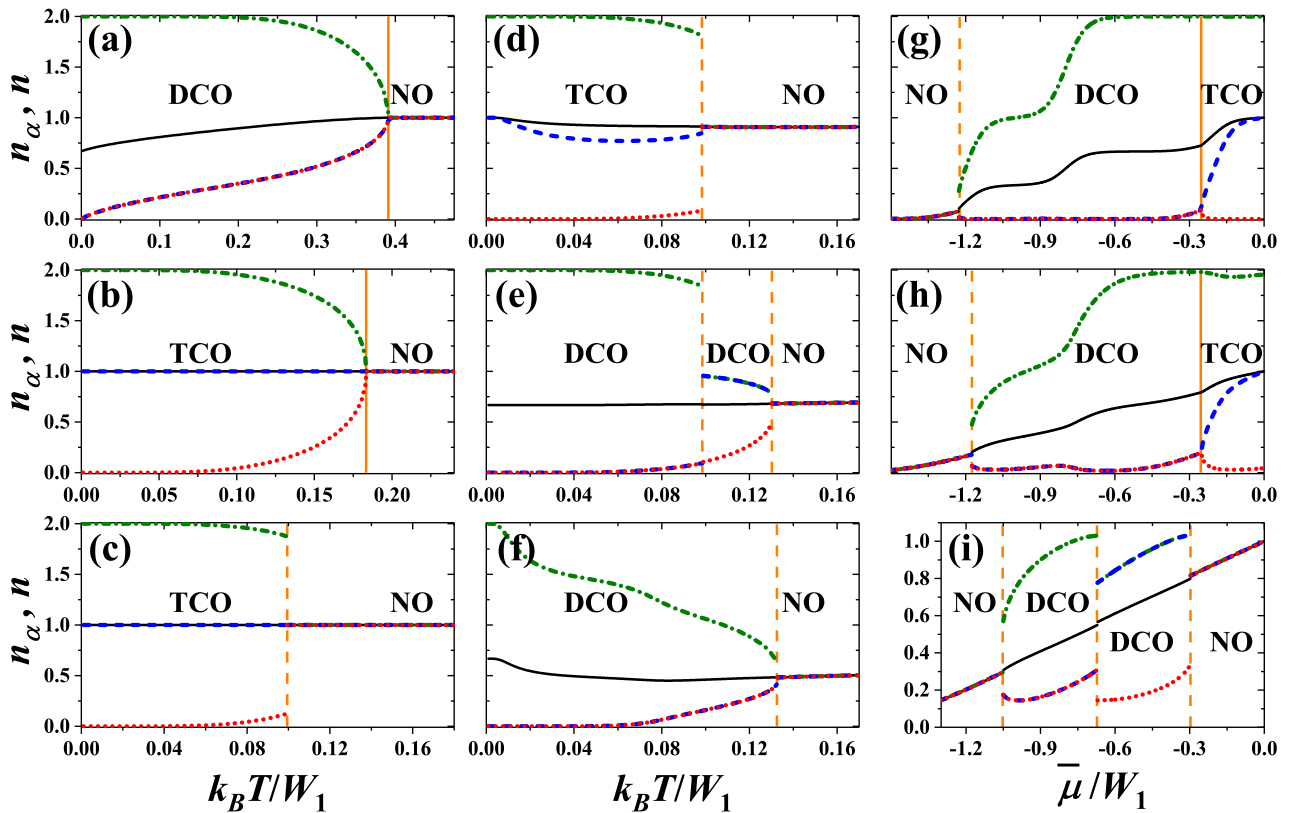 (a)
n_α, n
2.0
1.5
1.0
0.5
0.0
DCO
NO
0.0 0.1 0.2 0.3 0.4
(d)
TCO
NO
0.00 0.04 0.08 0.12 0.16
(g)
NO
DCO
TCO
-1.2 -0.9 -0.6 -0.3 0.0
(b)
n_α, n
2.0
1.5
1.0
0.5
0.0
TCO
NO
0.00 0.05 0.10 0.15 0.20
(e)
DCO
DCO
NO
0.00 0.04 0.08 0.12 0.16
(h)
NO
DCO
TCO
-1.2 -0.9 -0.6 -0.3 0.0
(c)
n_α, n
2.0
1.5
1.0
0.5
0.0
TCO
NO
0.00 0.04 0.08 0.12 0.16
k_BT/W_1
(f)
DCO
NO
0.00 0.04 0.08 0.12 0.16
k_BT/W_1
(i)
1.0
0.8
0.6
0.4
0.2
0.0
NO
DCO
DCO
NO
-1.2 -0.9 -0.6 -0.3 0.0
μ̅/W_1